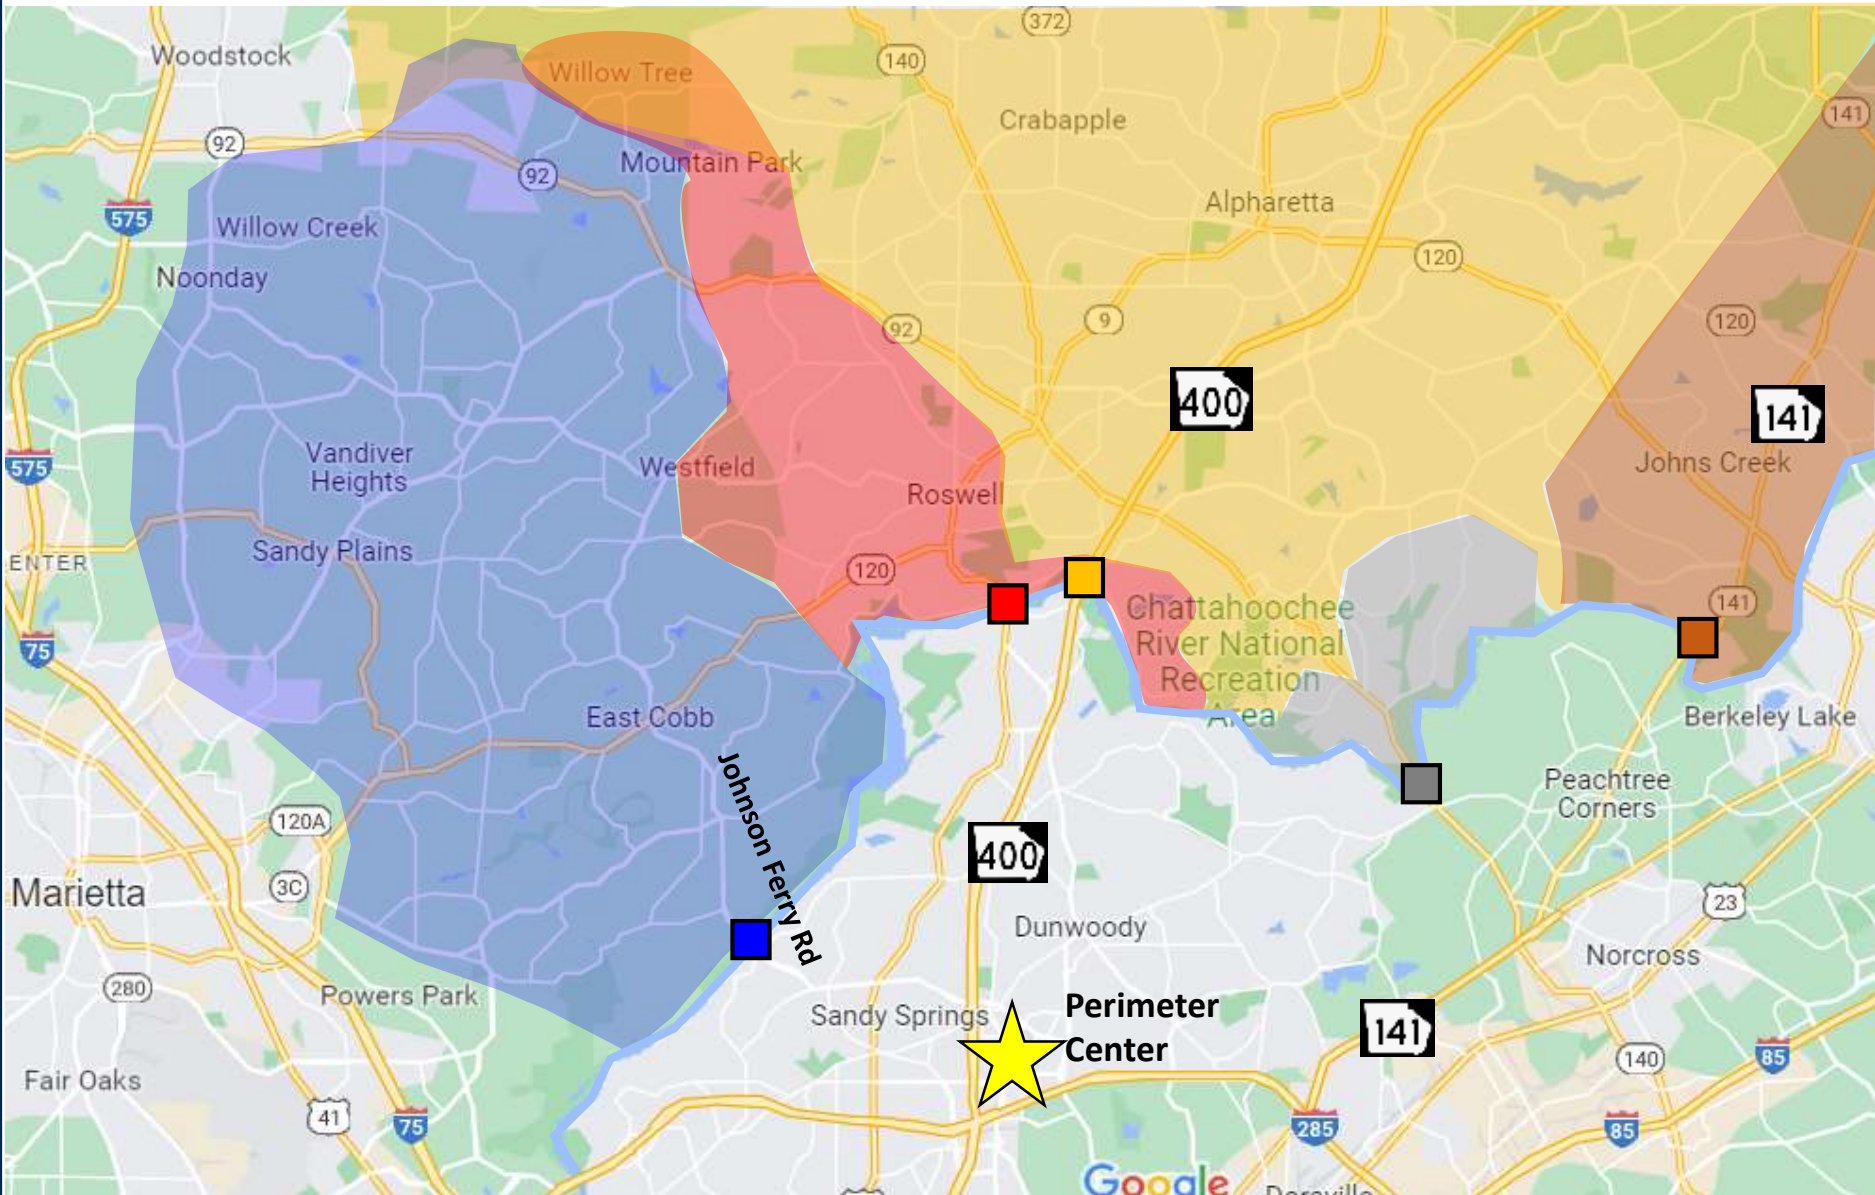 372
Woodstock
Willow Tree
140
Crabapple
141
92
Mountain Park
92
Alpharetta
575
Willow Creek
120
Noonday
9
120
92
400
141
Vandiver
Heights
Westfield
Johns Creek
575
Roswell
Sandy Plains
ENTER
120
141
Chattahoochee
River National
Recreation
Area
75
East Cobb
Berkeley Lake
Johnson Ferry Rd
Peachtree
Corners
120A
400
Marietta
3C
23
Dunwoody
Norcross
280
Powers Park
Sandy Springs
Perimeter
Center
141
140
85
Fair Oaks
41
75
285
85
Google